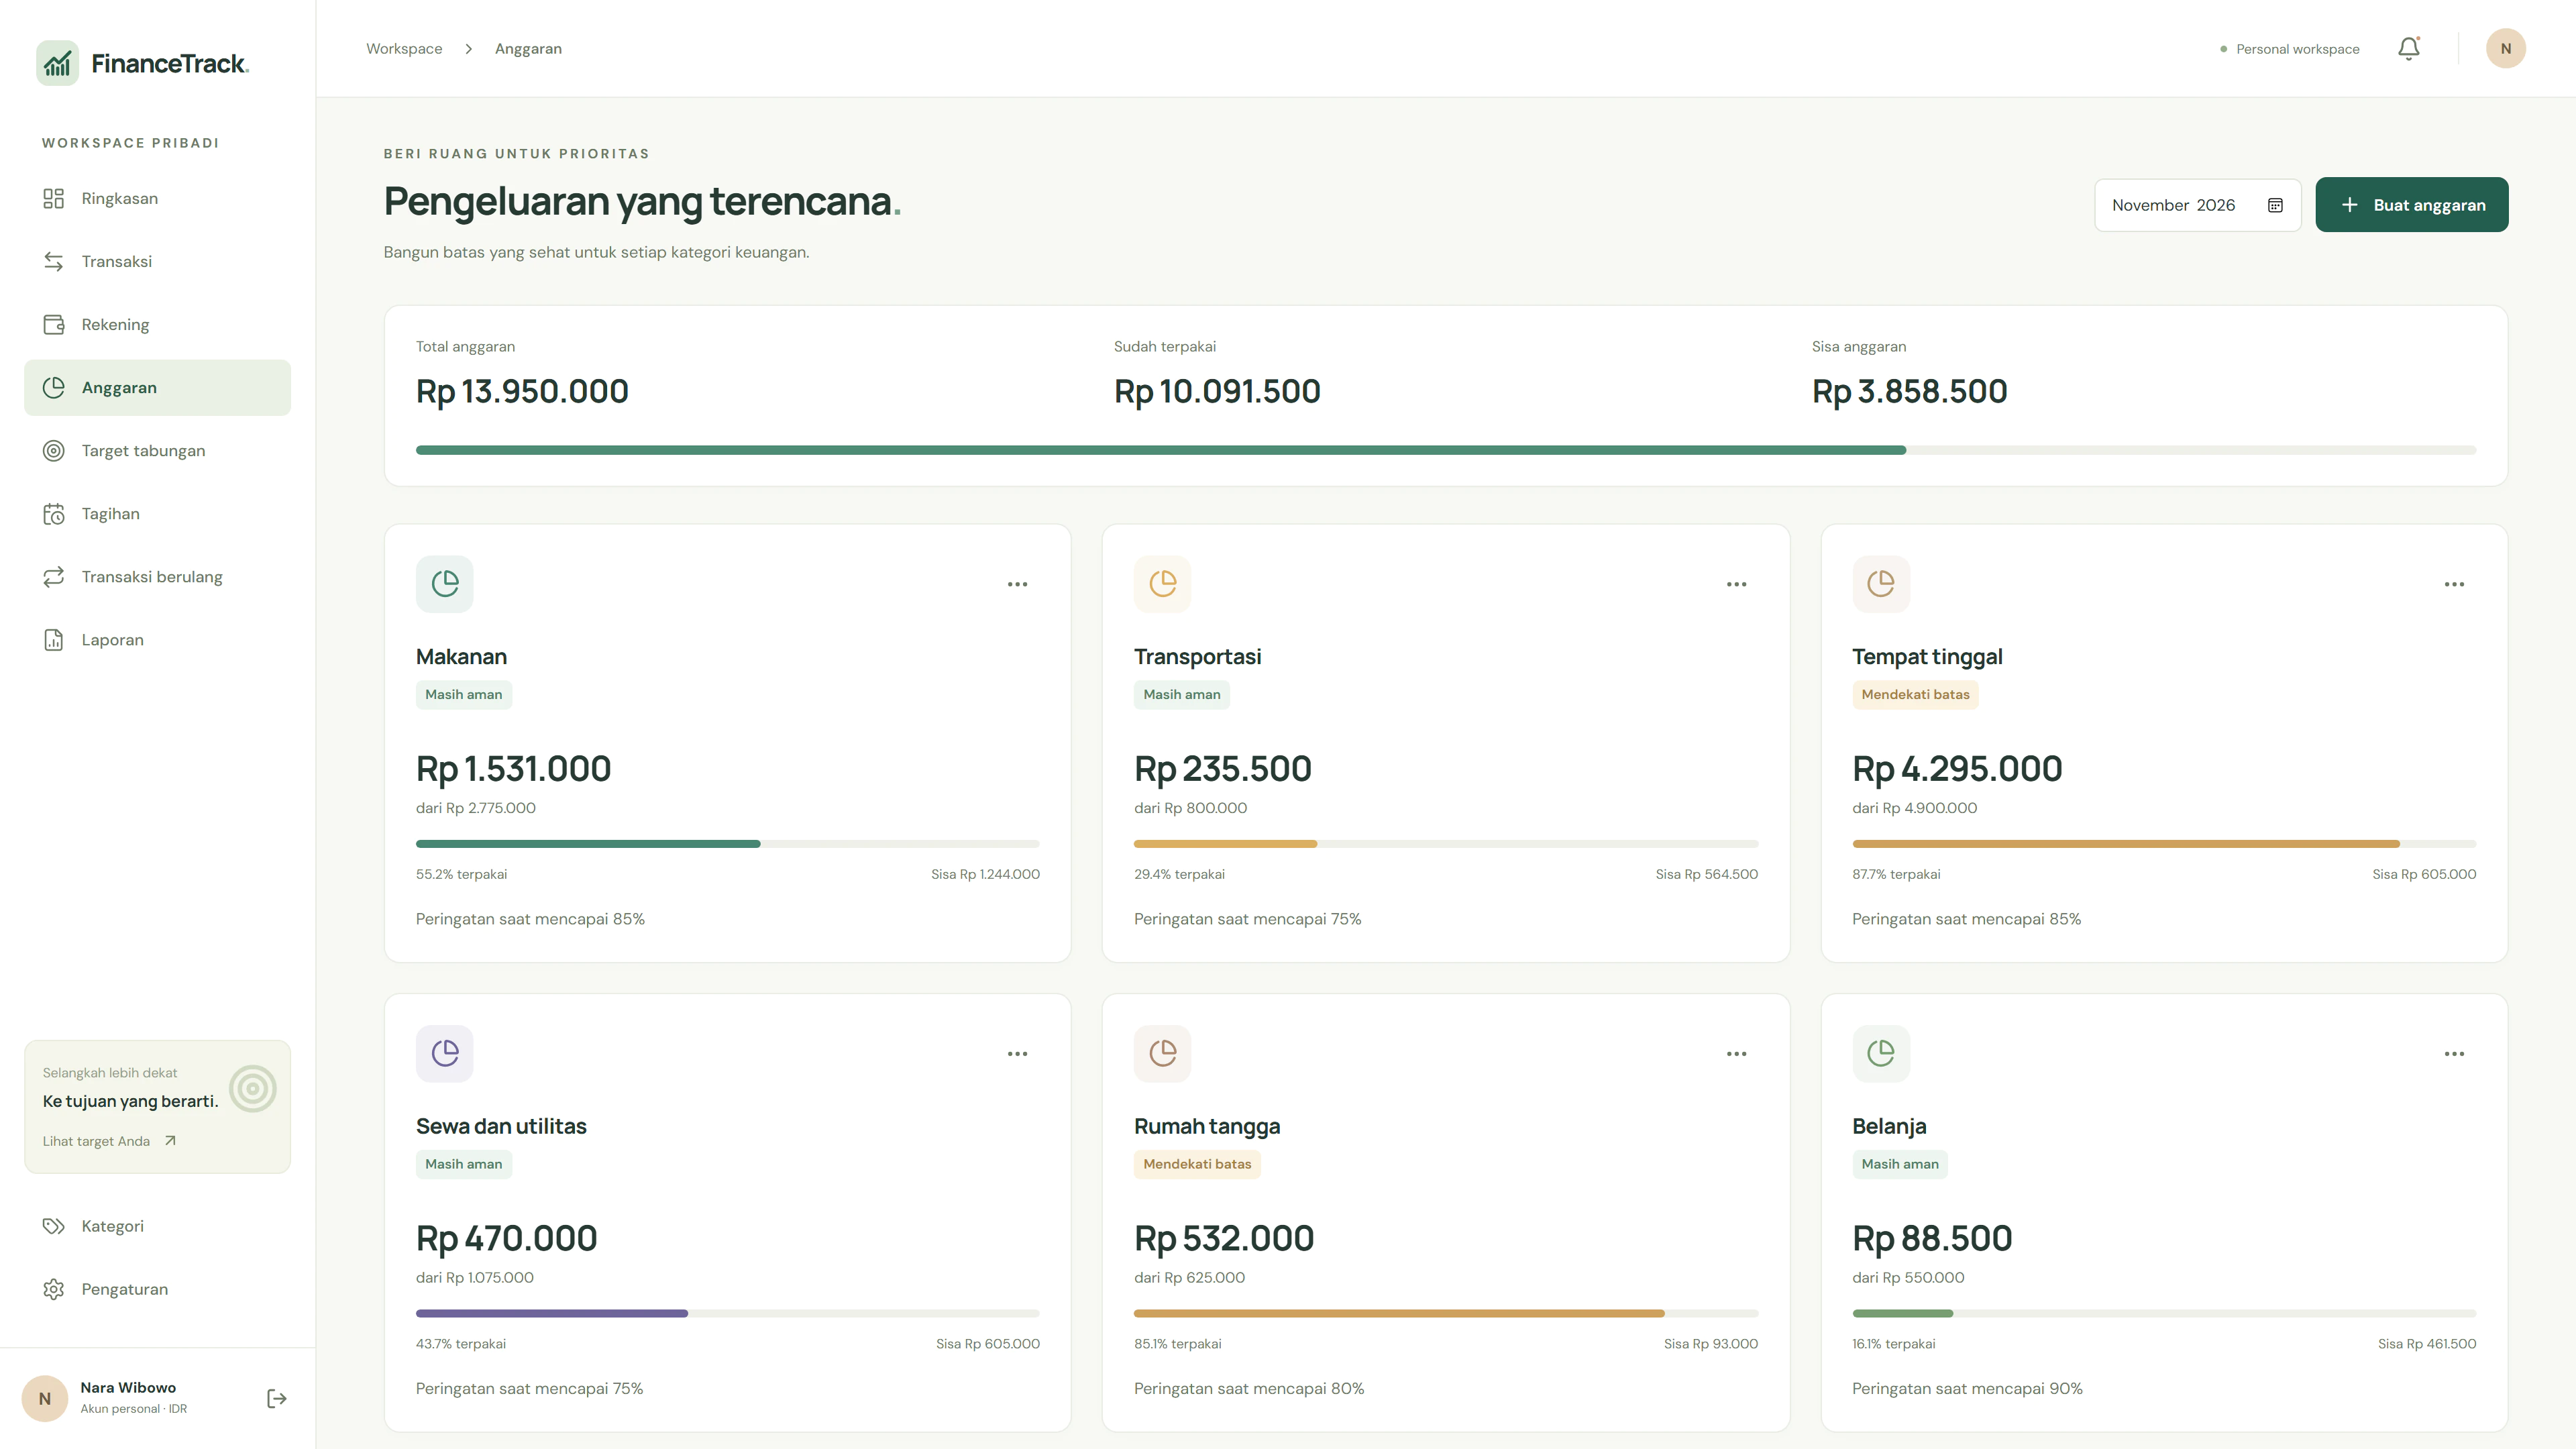 FinanceTrack.
WORKSPACE PRIBADI
Ringkasan
Transaksi
Rekening
Anggaran
Target tabungan
Tagihan
Transaksi berulang
Laporan
Selangkah lebih dekat
Ke tujuan yang berarti.
Lihat target Anda
Kategori
Pengaturan
N
Nara Wibowo
Akun personal · IDR
Workspace
Anggaran
Personal workspace
N
BERI RUANG UNTUK PRIORITAS
Pengeluaran yang terencana.
Bangun batas yang sehat untuk setiap kategori keuangan.
November 2026
Buat anggaran
Total anggaran
Rp 13.950.000
Sudah terpakai
Rp 10.091.500
Sisa anggaran
Rp 3.858.500
Makanan
Masih aman
Rp 1.531.000
dari Rp 2.775.000
55.2% terpakai
Sisa Rp 1.244.000
Peringatan saat mencapai 85%
Transportasi
Masih aman
Rp 235.500
dari Rp 800.000
29.4% terpakai
Sisa Rp 564.500
Peringatan saat mencapai 75%
Tempat tinggal
Mendekati batas
Rp 4.295.000
dari Rp 4.900.000
87.7% terpakai
Sisa Rp 605.000
Peringatan saat mencapai 85%
Sewa dan utilitas
Masih aman
Rp 470.000
dari Rp 1.075.000
43.7% terpakai
Sisa Rp 605.000
Peringatan saat mencapai 75%
Rumah tangga
Mendekati batas
Rp 532.000
dari Rp 625.000
85.1% terpakai
Sisa Rp 93.000
Peringatan saat mencapai 80%
Belanja
Masih aman
Rp 88.500
dari Rp 550.000
16.1% terpakai
Sisa Rp 461.500
Peringatan saat mencapai 90%